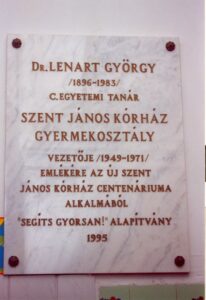 DR. LENART GYÖRGY
/1896-1983/
C. EGYETEMI TANÁR
SZENT JÁNOS KÓRHÁZ
GYERMEKOSZTÁLY
VEZETŐJE /1949-1971/
EMLÉKÉRE AZ ÚJ SZENT
JÁNOS KÓRHÁZ CENTENÁRIUMA
ALKALMÁBÓL
"SEGÍTS GYORSAN!" ALAPÍTVÁNY
1995